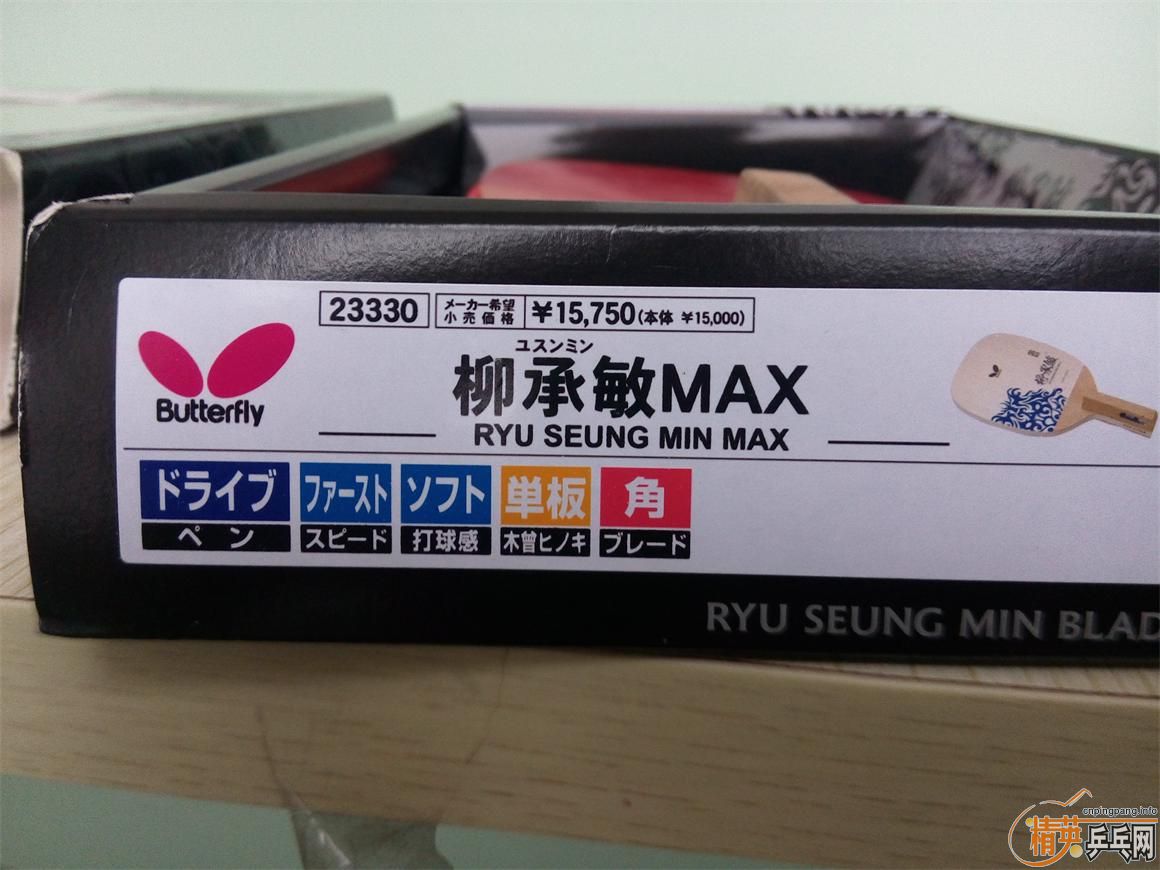 23330 メーカー希望小売価格 ¥15,750(本体 ¥15,000)
ユスンミン
柳承敏MAX
RYU SEUNG MIN MAX
Butterfly
ドライブ ファースト ソフト 単板 角
ペン スピード 打球感 木曾ヒノキ ブレード
RYU SEUNG MIN BLAD
cnpingpang.info
精英乒乓网